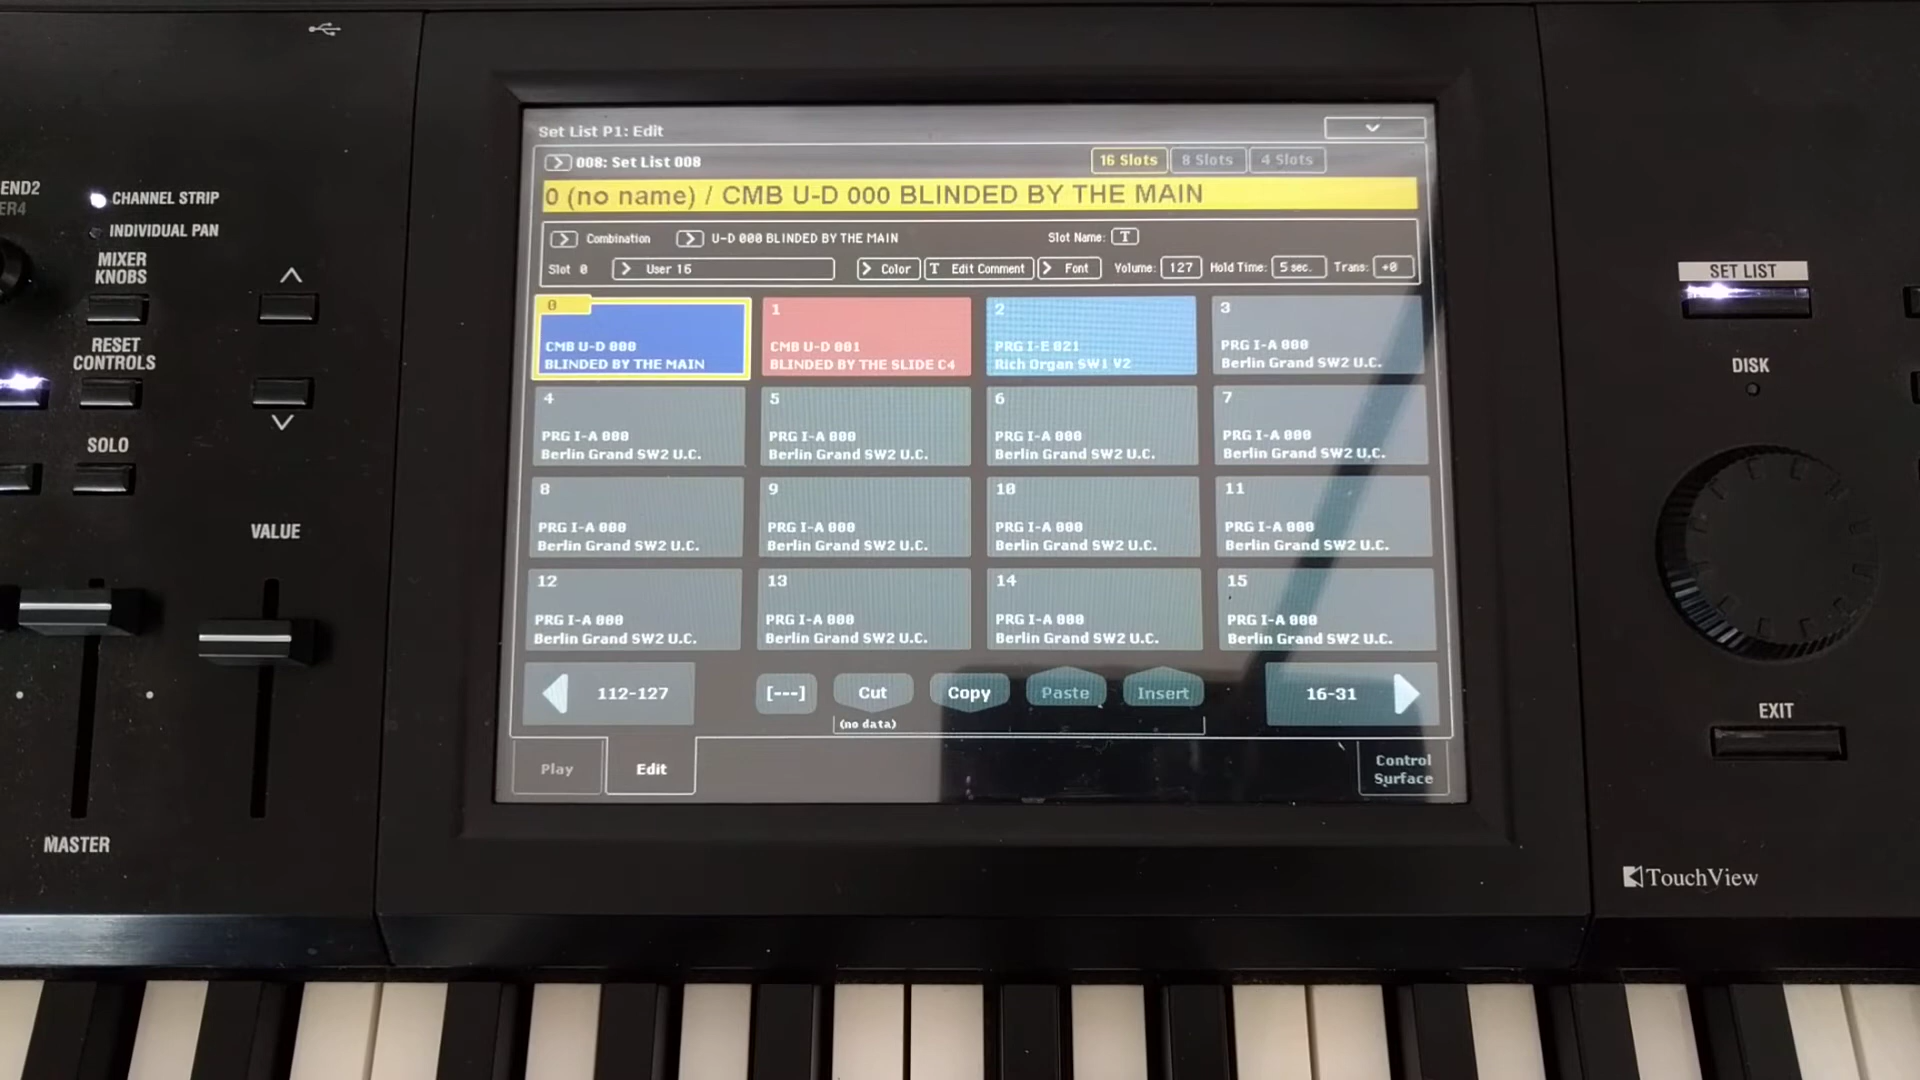 END2
ER4
CHANNEL STRIP
INDIVIDUAL PAN
MIXER
KNOBS
RESET
CONTROLS
SOLO
VALUE
MASTER
Set List P1: Edit
008: Set List 008
16 Slots
8 Slots
4 Slots
0 (no name) / CMB U-D 000 BLINDED BY THE MAIN
Combination
U-D 000 BLINDED BY THE MAIN
Slot Name: T
Slot 0
User 16
Color
T Edit Comment
Font
Volume: 127
Hold Time: 5 sec.
Trans: +0
0
CMB U-D 000
BLINDED BY THE MAIN
1
CMB U-D 001
BLINDED BY THE SLIDE C4
2
PRG I-E 021
Rich Organ SW1 V2
3
PRG I-A 000
Berlin Grand SW2 U.C.
4
PRG I-A 000
Berlin Grand SW2 U.C.
5
PRG I-A 000
Berlin Grand SW2 U.C.
6
PRG I-A 000
Berlin Grand SW2 U.C.
7
PRG I-A 000
Berlin Grand SW2 U.C.
8
PRG I-A 000
Berlin Grand SW2 U.C.
9
PRG I-A 000
Berlin Grand SW2 U.C.
10
PRG I-A 000
Berlin Grand SW2 U.C.
11
PRG I-A 000
Berlin Grand SW2 U.C.
12
PRG I-A 000
Berlin Grand SW2 U.C.
13
PRG I-A 000
Berlin Grand SW2 U.C.
14
PRG I-A 000
Berlin Grand SW2 U.C.
15
PRG I-A 000
Berlin Grand SW2 U.C.
112-127
[---]
Cut
Copy
Paste
Insert
(no data)
16-31
Play
Edit
Control
Surface
SET LIST
DISK
EXIT
TouchView